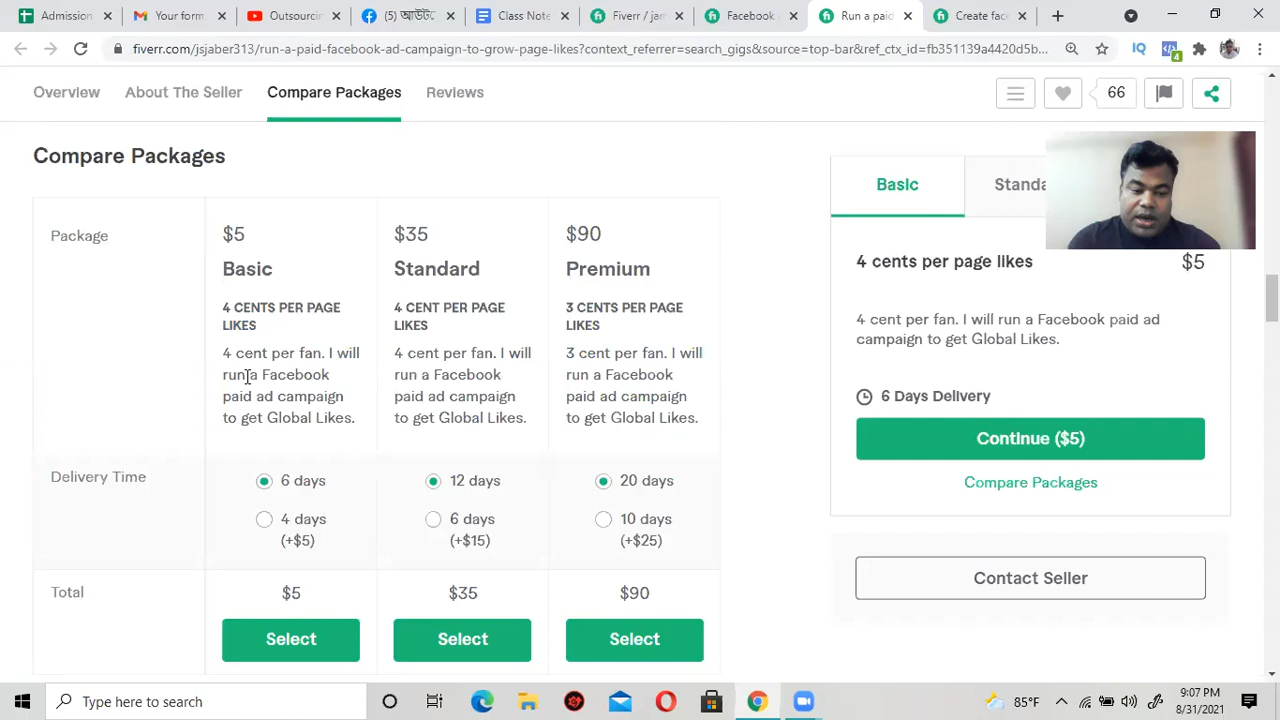 Admission
Your form,
Outsourcin
Class Note
Fiverr / jan
Facebook
Run a paid
Create fac
fiverr.com/jsjaber313/run-a-paid-facebook-ad-campaign-to-grow-page-likes?context_referrer=search_gigs&source=top-bar&ref_ctx_id=fb351139a4420d5b...
IQ
4
Overview
About The Seller
Compare Packages
Reviews
66
Compare Packages
Package
$5
Basic
4 CENTS PER PAGE
LIKES
4 cent per fan. I will
run a Facebook
paid ad campaign
to get Global Likes.
$35
Standard
4 CENT PER PAGE
LIKES
4 cent per fan. I will
run a Facebook
paid ad campaign
to get Global Likes.
$90
Premium
3 CENTS PER PAGE
LIKES
3 cent per fan. I will
run a Facebook
paid ad campaign
to get Global Likes.
Delivery Time
6 days
4 days
(+$5)
12 days
6 days
(+$15)
20 days
10 days
(+$25)
Total
$5
$35
$90
Select
Select
Select
Basic
Standa
4 cents per page likes
$5
4 cent per fan. I will run a Facebook paid ad
campaign to get Global Likes.
6 Days Delivery
Continue ($5)
Compare Packages
Contact Seller
Type here to search
85°F
9:07 PM
8/31/2021